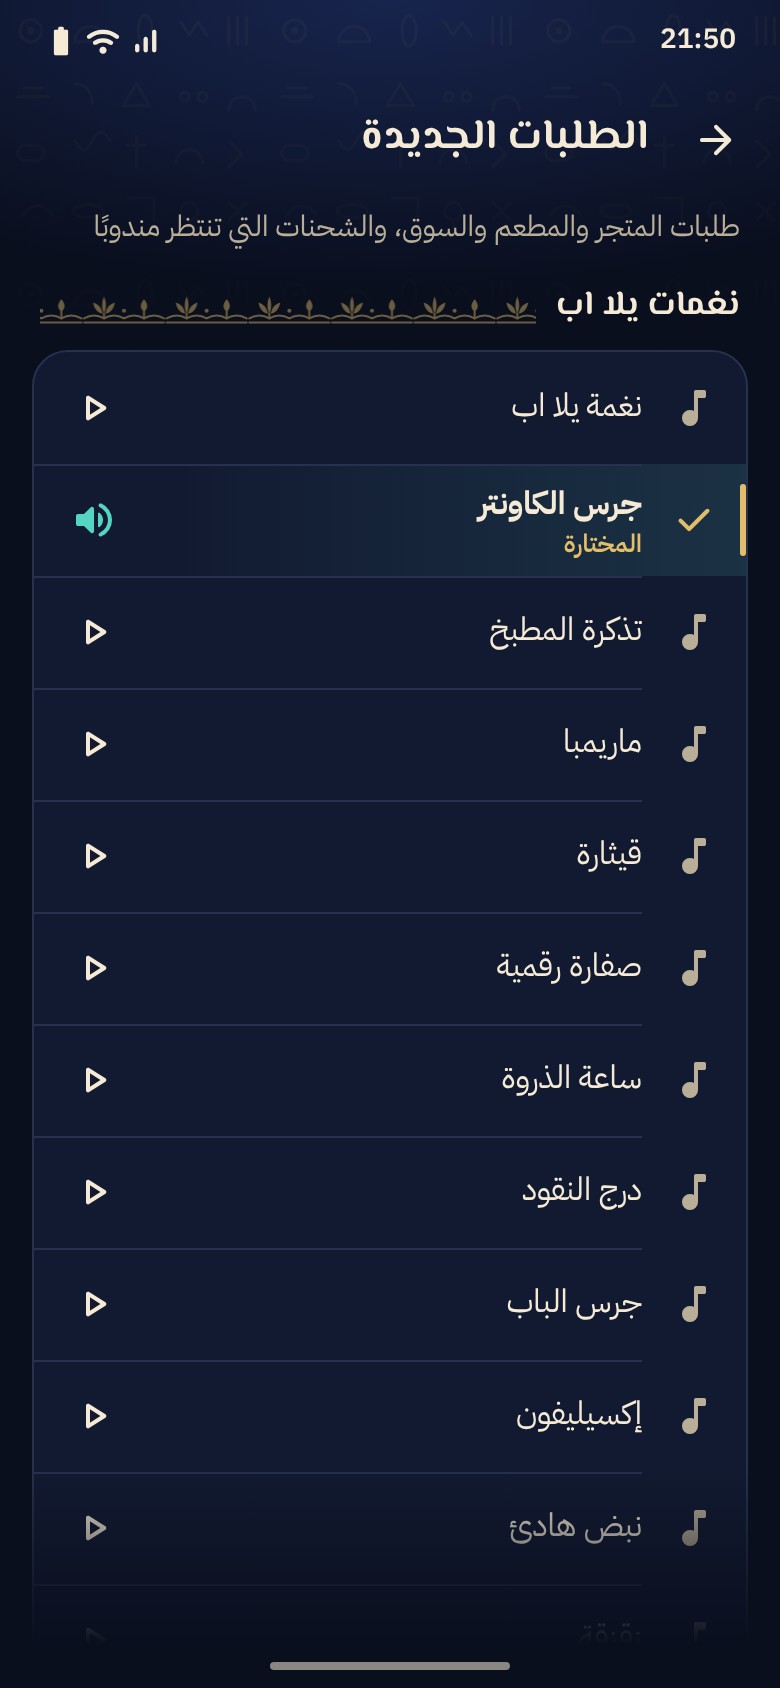 21:50
الطلبات الجديدة
طلبات المتجر والمطعم والسوق، والشحنات التي تنتظر مندوبًا
نغمات يلا اب
نغمة يلا اب
جرس الكاونتر
المختارة
تذكرة المطبخ
ماريمبا
قيثارة
صفارة رقمية
ساعة الذروة
درج النقود
جرس الباب
إكسيليفون
نبض هادئ